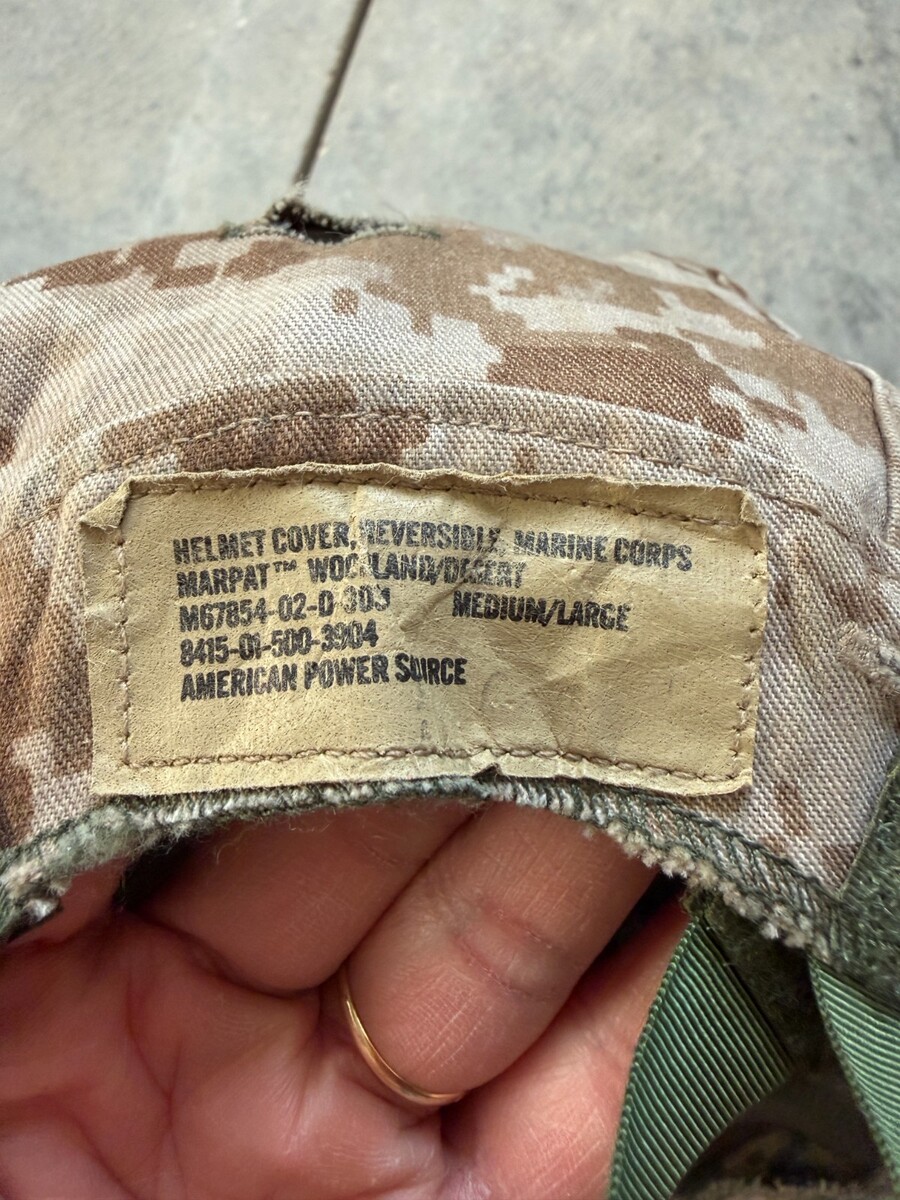 HELMET COVER, REVERSIBLE, MARINE CORPS
MARPAT™ WOODLAND/DESERT
M67854-02-D-303 MEDIUM/LARGE
8415-01-500-3904
AMERICAN POWER SOURCE